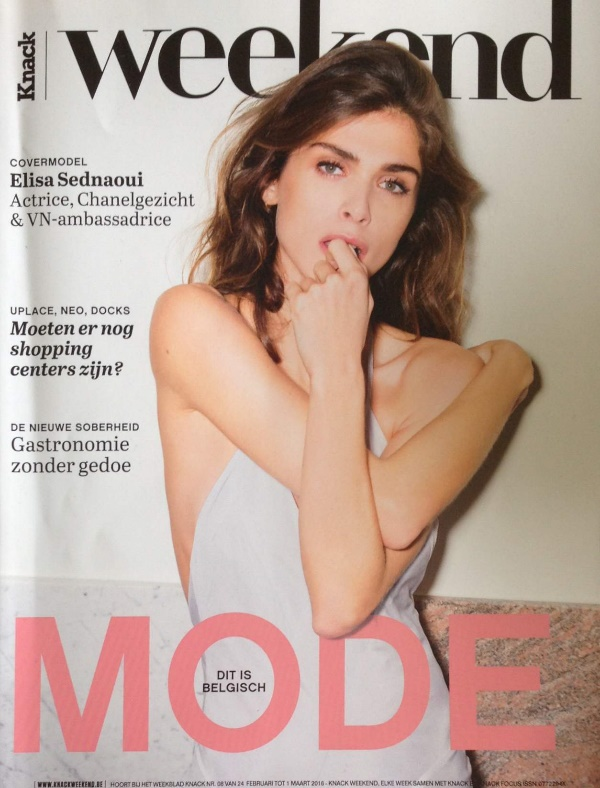 Knack
weekend
COVERMODEL
Elisa Sednaoui
Actrice, Chanelgezicht
& VN-ambassadrice
UPLACE, NEO, DOCKS
Moeten er nog
shopping
centers zijn?
DE NIEUWE SOBERHEID
Gastronomie
zonder gedoe
MODE
DIT IS
BELGISCH
WWW.KNACKWEEKEND.BE HOORT BIJ HET WEEKBLAD KNACK NR. 08 VAN 24 FEBRUARI TOT 1 MAART 2016 - KNACK WEEKEND, ELKE WEEK SAMEN MET KNACK KNACK FOCUS ISSN